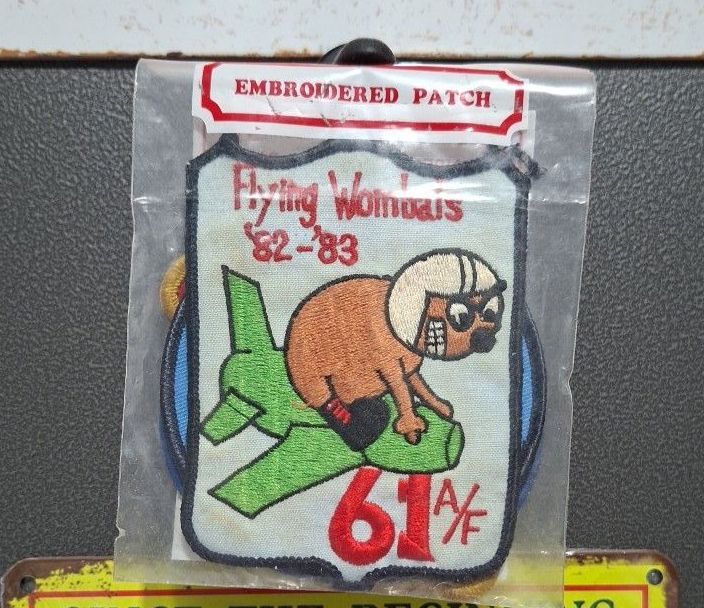 EMBROIDERED PATCH
Flying Wombats
'82-'83
61 A/F